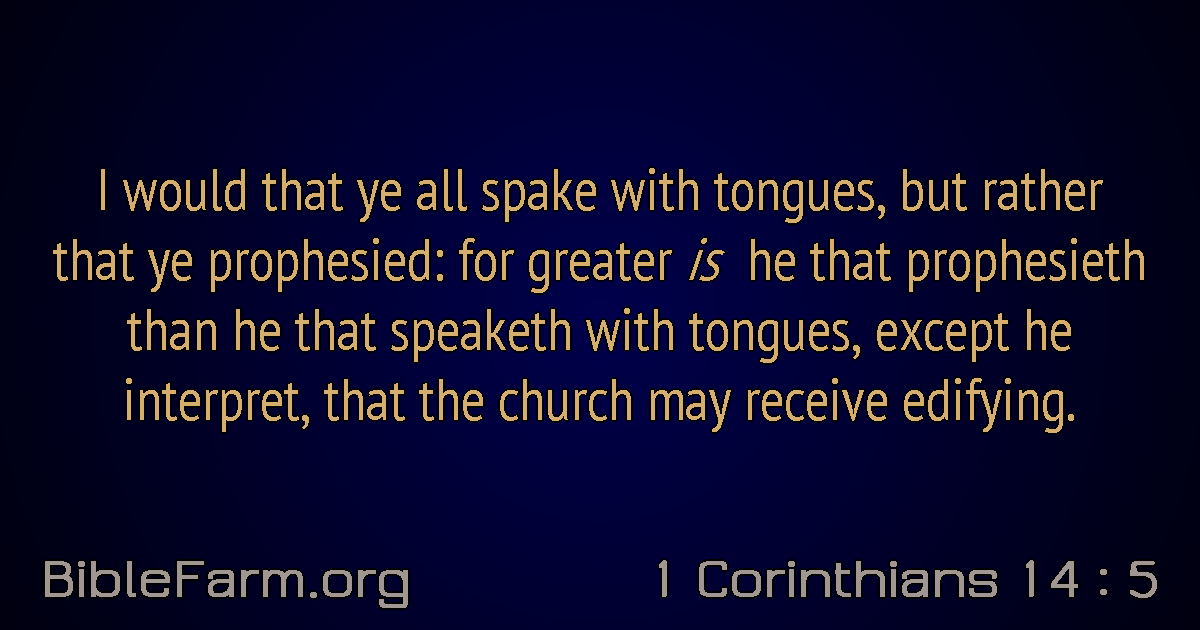 I would that ye all spake with tongues, but rather
that ye prophesied: for greater is he that prophesieth
than he that speaketh with tongues, except he
interpret, that the church may receive edifying.
BibleFarm.org
1 Corinthians 14 : 5